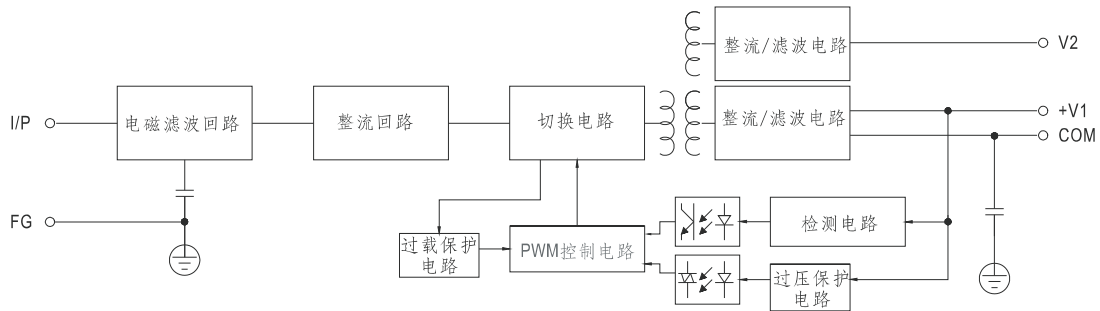 整流/滤波电路
V2
I/P
电磁滤波回路
整流回路
切换电路
整流/滤波电路
+V1
COM
FG
过载保护
电路
PWM控制电路
检测电路
过压保护
电路